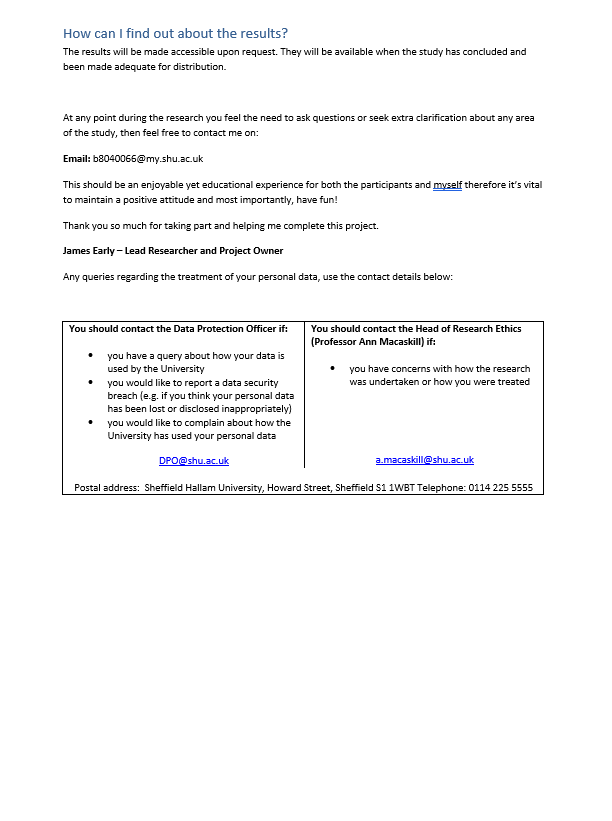 How can I find out about the results?
The results will be made accessible upon request. They will be available when the study has concluded and
been made adequate for distribution.
At any point during the research you feel the need to ask questions or seek extra clarification about any area
of the study, then feel free to contact me on:
Email: b8040066@my.shu.ac.uk
This should be an enjoyable yet educational experience for both the participants and myself therefore it's vital
to maintain a positive attitude and most importantly, have fun!
Thank you so much for taking part and helping me complete this project.
James Early – Lead Researcher and Project Owner
Any queries regarding the treatment of your personal data, use the contact details below:
You should contact the Data Protection Officer if:
• you have a query about how your data is
used by the University
• you would like to report a data security
breach (e.g. if you think your personal data
has been lost or disclosed inappropriately)
• you would like to complain about how the
University has used your personal data
DPO@shu.ac.uk
You should contact the Head of Research Ethics
(Professor Ann Macaskill) if:
• you have concerns with how the research
was undertaken or how you were treated
a.macaskill@shu.ac.uk
Postal address: Sheffield Hallam University, Howard Street, Sheffield S1 1WBT Telephone: 0114 225 5555